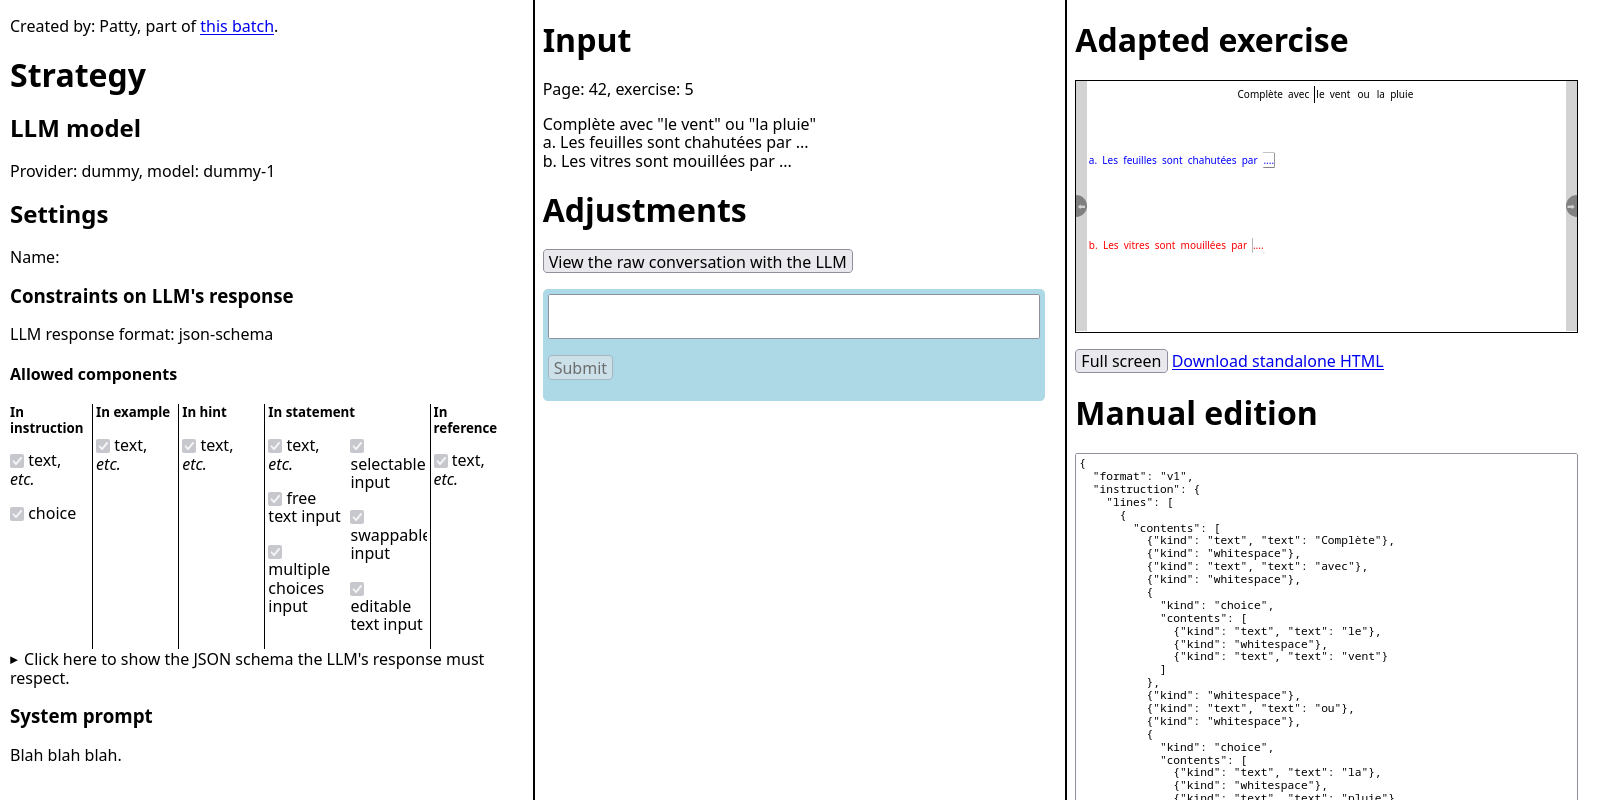 Created by: Patty, part of this batch.
Strategy
LLM model
Provider: dummy, model: dummy-1
Settings
Name:
Constraints on LLM's response
LLM response format: json-schema
Allowed components
In instruction
text, etc.
choice
In example
text, etc.
In hint
text, etc.
In statement
text, etc.
free text input
multiple choices input
selectable input
swappable input
editable text input
In reference
text, etc.
▸ Click here to show the JSON schema the LLM's response must
respect.
System prompt
Blah blah blah.
Input
Page: 42, exercise: 5
Complète avec "le vent" ou "la pluie"
a. Les feuilles sont chahutées par ...
b. Les vitres sont mouillées par ...
Adjustments
View the raw conversation with the LLM
Submit
Adapted exercise
Complète avec le vent ou la pluie
a. Les feuilles sont chahutées par ....
b. Les vitres sont mouillées par ....
Full screen Download standalone HTML
Manual edition
{
"format": "v1",
"instruction": {
"lines": [
{
"contents": [
{"kind": "text", "text": "Complète"},
{"kind": "whitespace"},
{"kind": "text", "text": "avec"},
{"kind": "whitespace"},
{
"kind": "choice",
"contents": [
{"kind": "text", "text": "le"},
{"kind": "whitespace"},
{"kind": "text", "text": "vent"}
]
},
{"kind": "whitespace"},
{"kind": "text", "text": "ou"},
{"kind": "whitespace"},
{
"kind": "choice",
"contents": [
{"kind": "text", "text": "la"},
{"kind": "whitespace"},
{"kind": "text", "text": "pluie"}